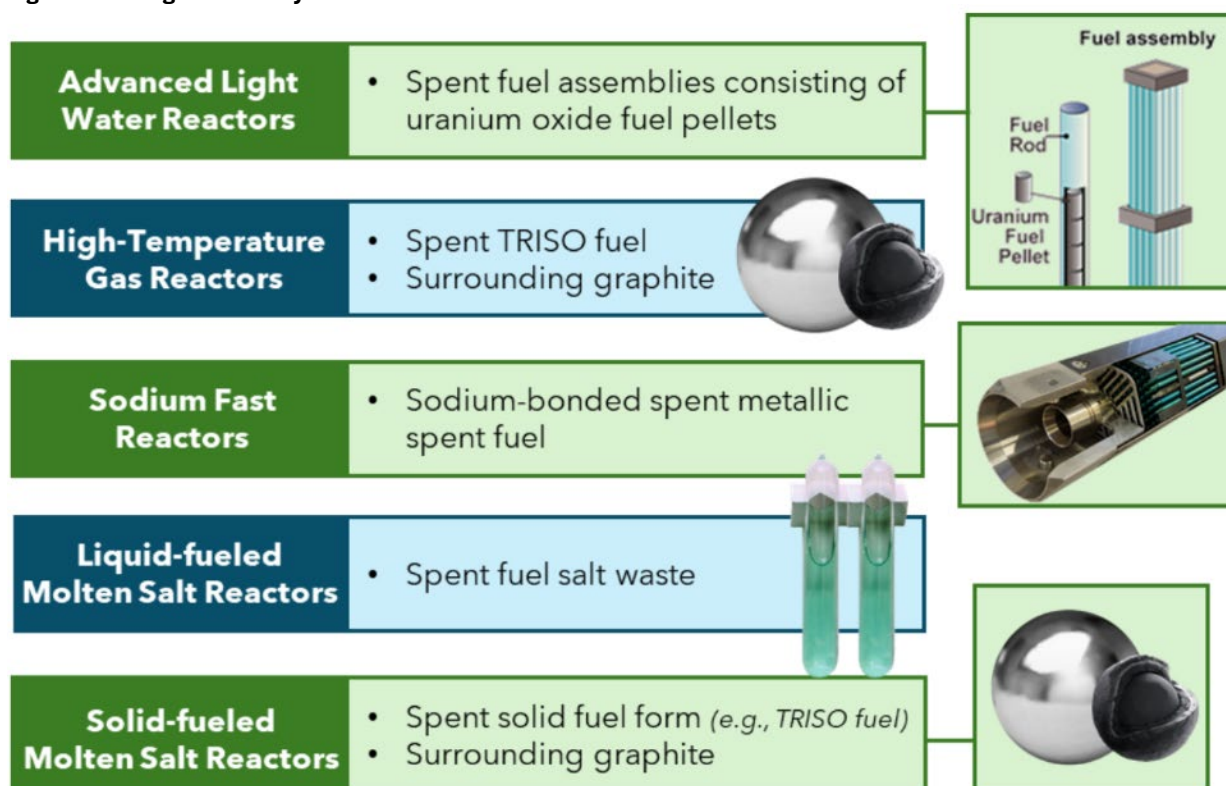 Advanced Light
Water Reactors
• Spent fuel assemblies consisting of
uranium oxide fuel pellets
Fuel assembly
Fuel
Rod
Uranium
Fuel
Pellet
High-Temperature
Gas Reactors
• Spent TRISO fuel
• Surrounding graphite
Sodium Fast
Reactors
• Sodium-bonded spent metallic
spent fuel
Liquid-fueled
Molten Salt Reactors
• Spent fuel salt waste
Solid-fueled
Molten Salt Reactors
• Spent solid fuel form (e.g., TRISO fuel)
• Surrounding graphite